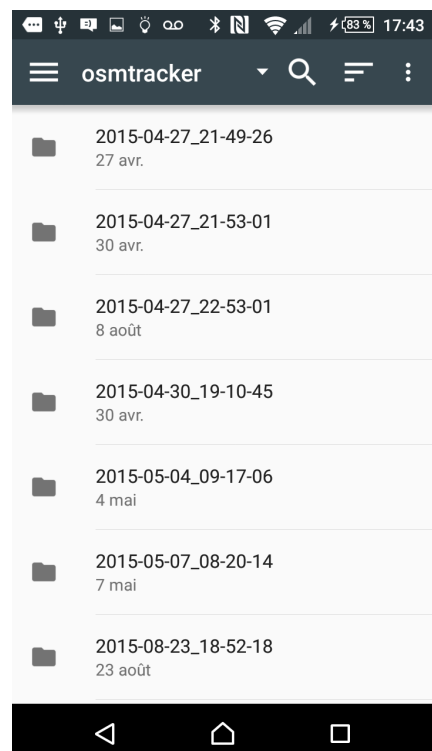 83 % 17:43
osmtracker
2015-04-27_21-49-26
27 avr.
2015-04-27_21-53-01
30 avr.
2015-04-27_22-53-01
8 août
2015-04-30_19-10-45
30 avr.
2015-05-04_09-17-06
4 mai
2015-05-07_08-20-14
7 mai
2015-08-23_18-52-18
23 août